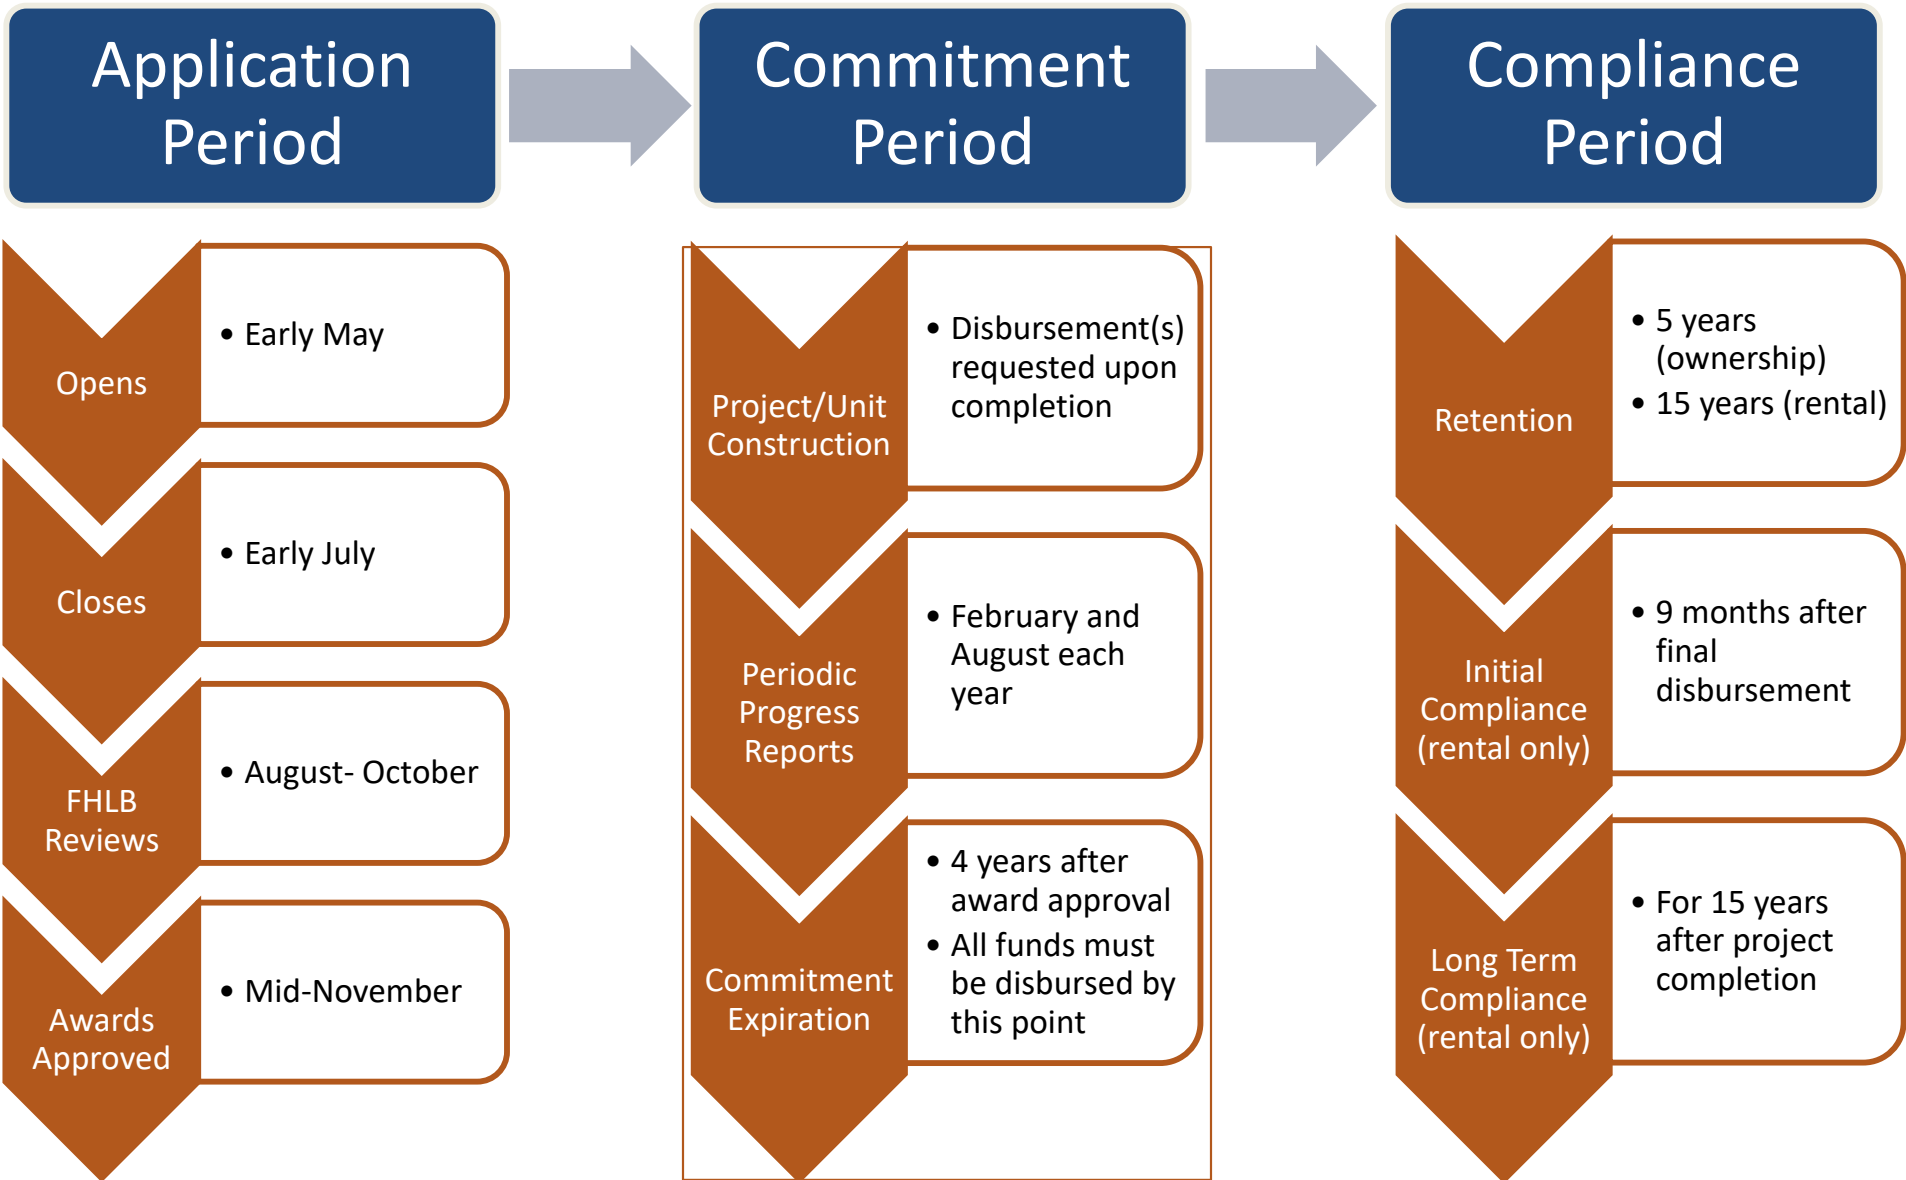 Application
Period
Commitment
Period
Compliance
Period
Opens
• Early May
Closes
• Early July
FHLB
Reviews
• August- October
Awards
Approved
• Mid-November
Project/Unit
Construction
• Disbursement(s)
requested upon
completion
Periodic
Progress
Reports
• February and
August each
year
Commitment
Expiration
• 4 years after
award approval
• All funds must
be disbursed by
this point
Retention
• 5 years
(ownership)
• 15 years (rental)
Initial
Compliance
(rental only)
• 9 months after
final
disbursement
Long Term
Compliance
(rental only)
• For 15 years
after project
completion